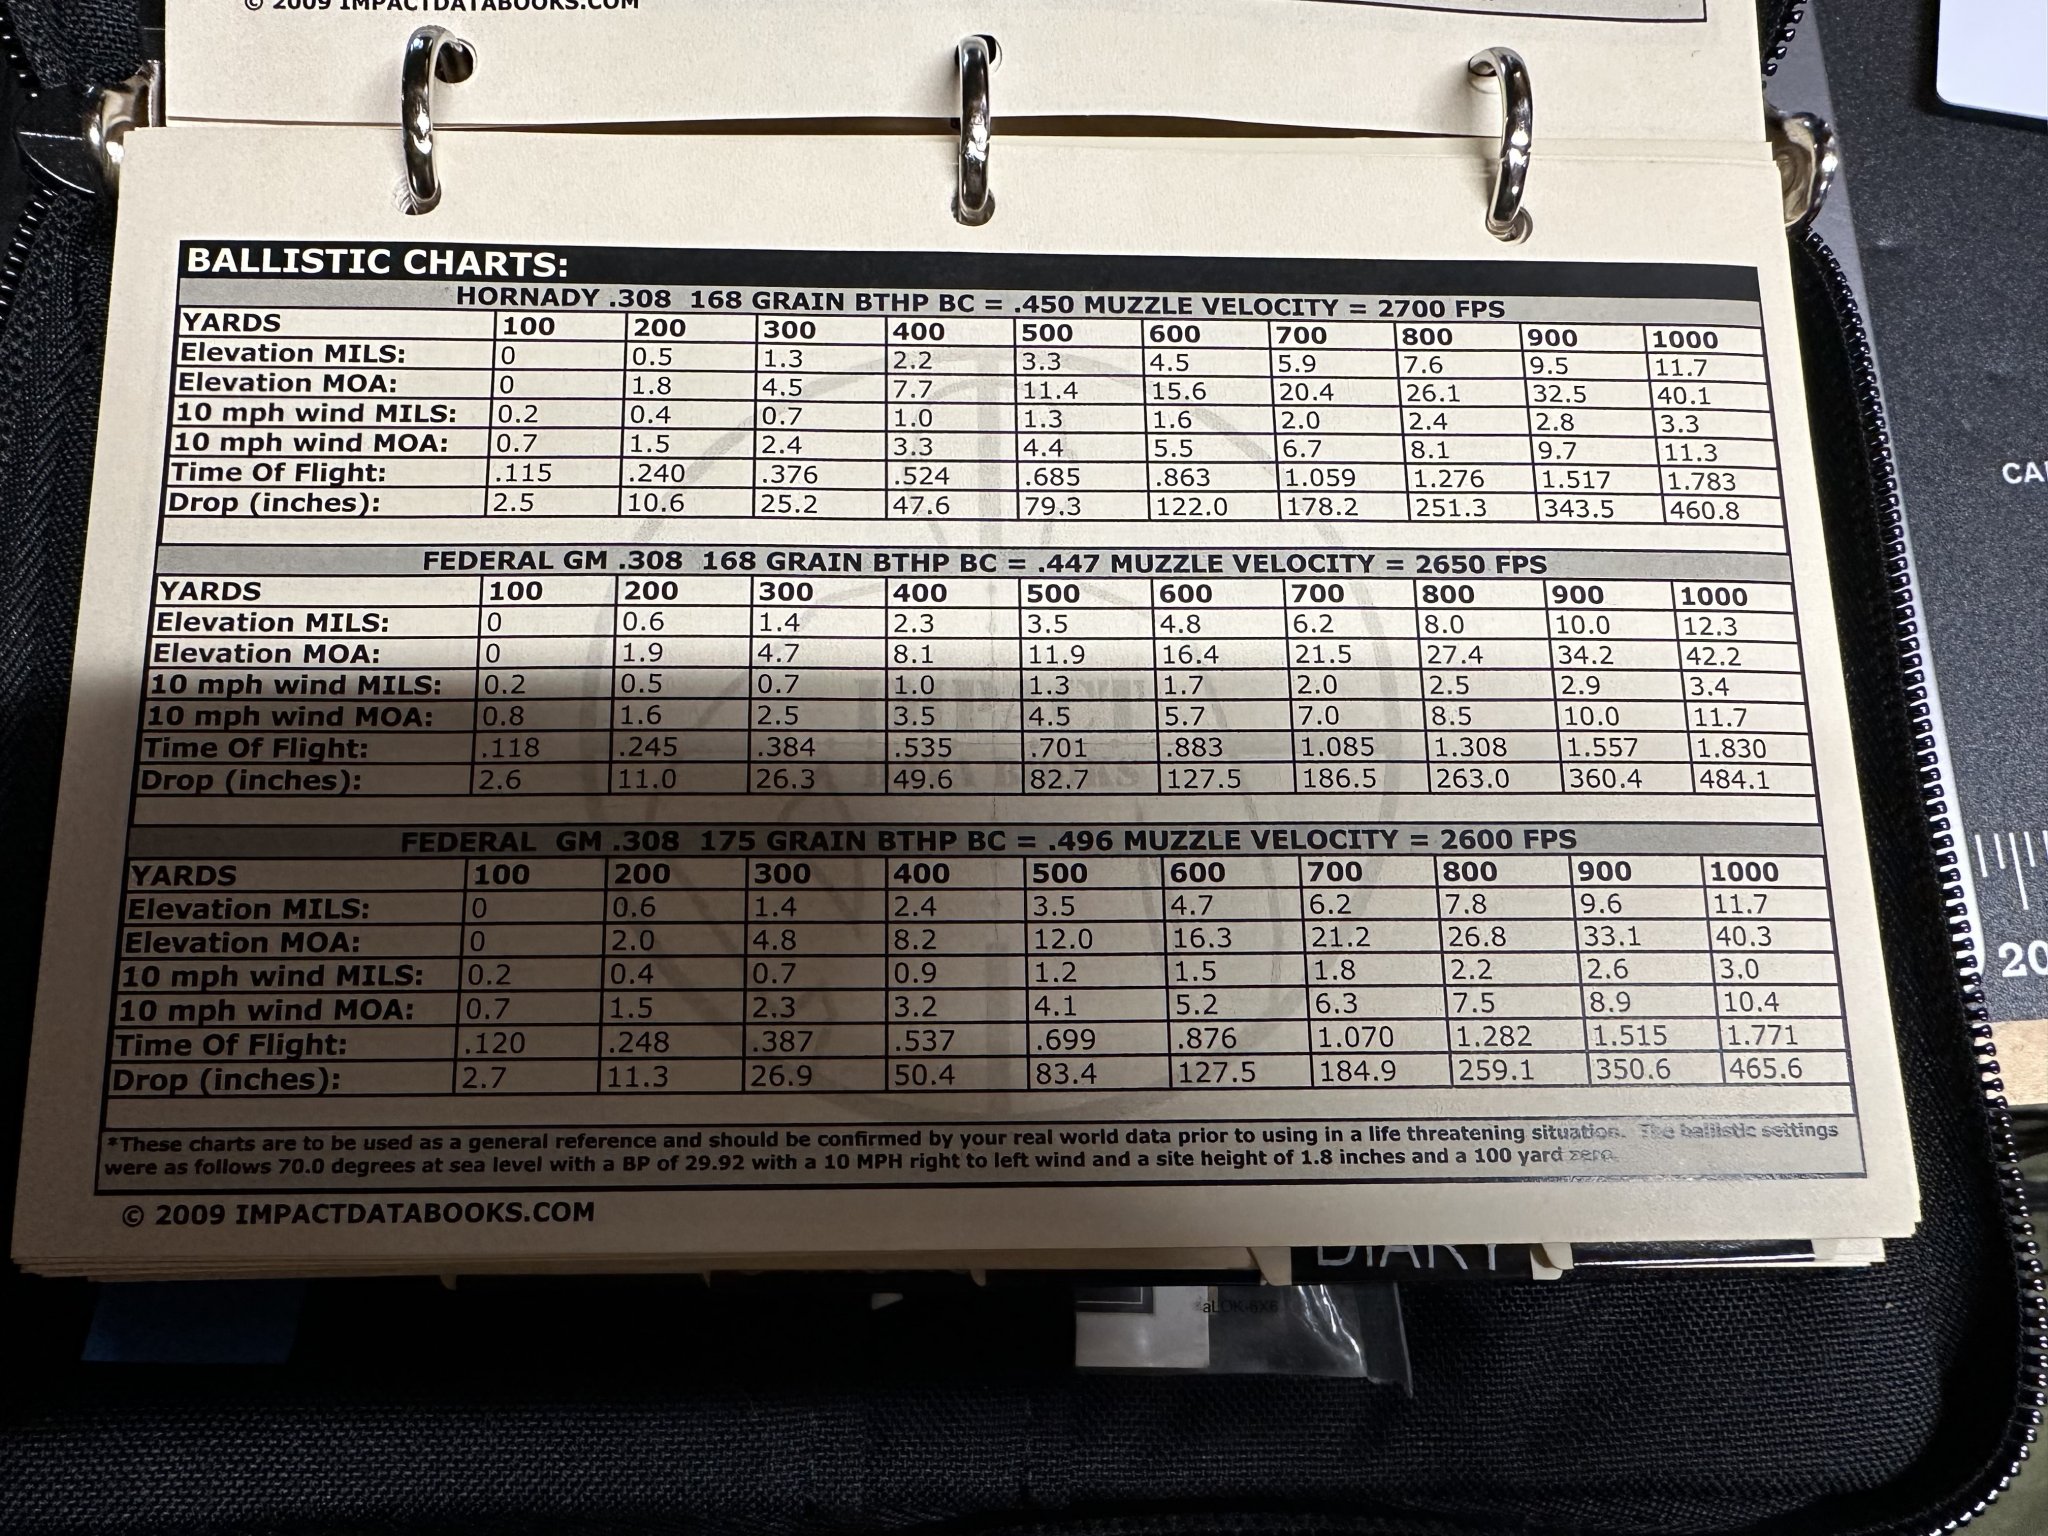 © 2009 IMPACTDATABOOKS.COM
BALLISTIC CHARTS:
HORNADY .308 168 GRAIN BTHP BC = .450 MUZZLE VELOCITY = 2700 FPS
YARDS 100 200 300 400 500 600 700 800 900 1000
Elevation MILS: 0 0.5 1.3 2.2 3.3 4.5 5.9 7.6 9.5 11.7
Elevation MOA: 0 1.8 4.5 7.7 11.4 15.6 20.4 26.1 32.5 40.1
10 mph wind MILS: 0.2 0.4 0.7 1.0 1.3 1.6 2.0 2.4 2.8 3.3
10 mph wind MOA: 0.7 1.5 2.4 3.3 4.4 5.5 6.7 8.1 9.7 11.3
Time Of Flight: .115 .240 .376 .524 .685 .863 1.059 1.276 1.517 1.783
Drop (inches): 2.5 10.6 25.2 47.6 79.3 122.0 178.2 251.3 343.5 460.8
FEDERAL GM .308 168 GRAIN BTHP BC = .447 MUZZLE VELOCITY = 2650 FPS
YARDS 100 200 300 400 500 600 700 800 900 1000
Elevation MILS: 0 0.6 1.4 2.3 3.5 4.8 6.2 8.0 10.0 12.3
Elevation MOA: 0 1.9 4.7 8.1 11.9 16.4 21.5 27.4 34.2 42.2
10 mph wind MILS: 0.2 0.5 0.7 1.0 1.3 1.7 2.0 2.5 2.9 3.4
10 mph wind MOA: 0.8 1.6 2.5 3.5 4.5 5.7 7.0 8.5 10.0 11.7
Time Of Flight: .118 .245 .384 .535 .701 .883 1.085 1.308 1.557 1.830
Drop (inches): 2.6 11.0 26.3 49.6 82.7 127.5 186.5 263.0 360.4 484.1
FEDERAL GM .308 175 GRAIN BTHP BC = .496 MUZZLE VELOCITY = 2600 FPS
YARDS 100 200 300 400 500 600 700 800 900 1000
Elevation MILS: 0 0.6 1.4 2.4 3.5 4.7 6.2 7.8 9.6 11.7
Elevation MOA: 0 2.0 4.8 8.2 12.0 16.3 21.2 26.8 33.1 40.3
10 mph wind MILS: 0.2 0.4 0.7 0.9 1.2 1.5 1.8 2.2 2.6 3.0
10 mph wind MOA: 0.7 1.5 2.3 3.2 4.1 5.2 6.3 7.5 8.9 10.4
Time Of Flight: .120 .248 .387 .537 .699 .876 1.070 1.282 1.515 1.771
Drop (inches): 2.7 11.3 26.9 50.4 83.4 127.5 184.9 259.1 350.6 465.6
*These charts are to be used as a general reference and should be confirmed by your real world data prior to using in a life threatening situation. The ballistic settings
were as follows 70.0 degrees at sea level with a BP of 29.92 with a 10 MPH right to left wind and a site height of 1.8 inches and a 100 yard zero.
© 2009 IMPACTDATABOOKS.COM
DIARY
CA
20